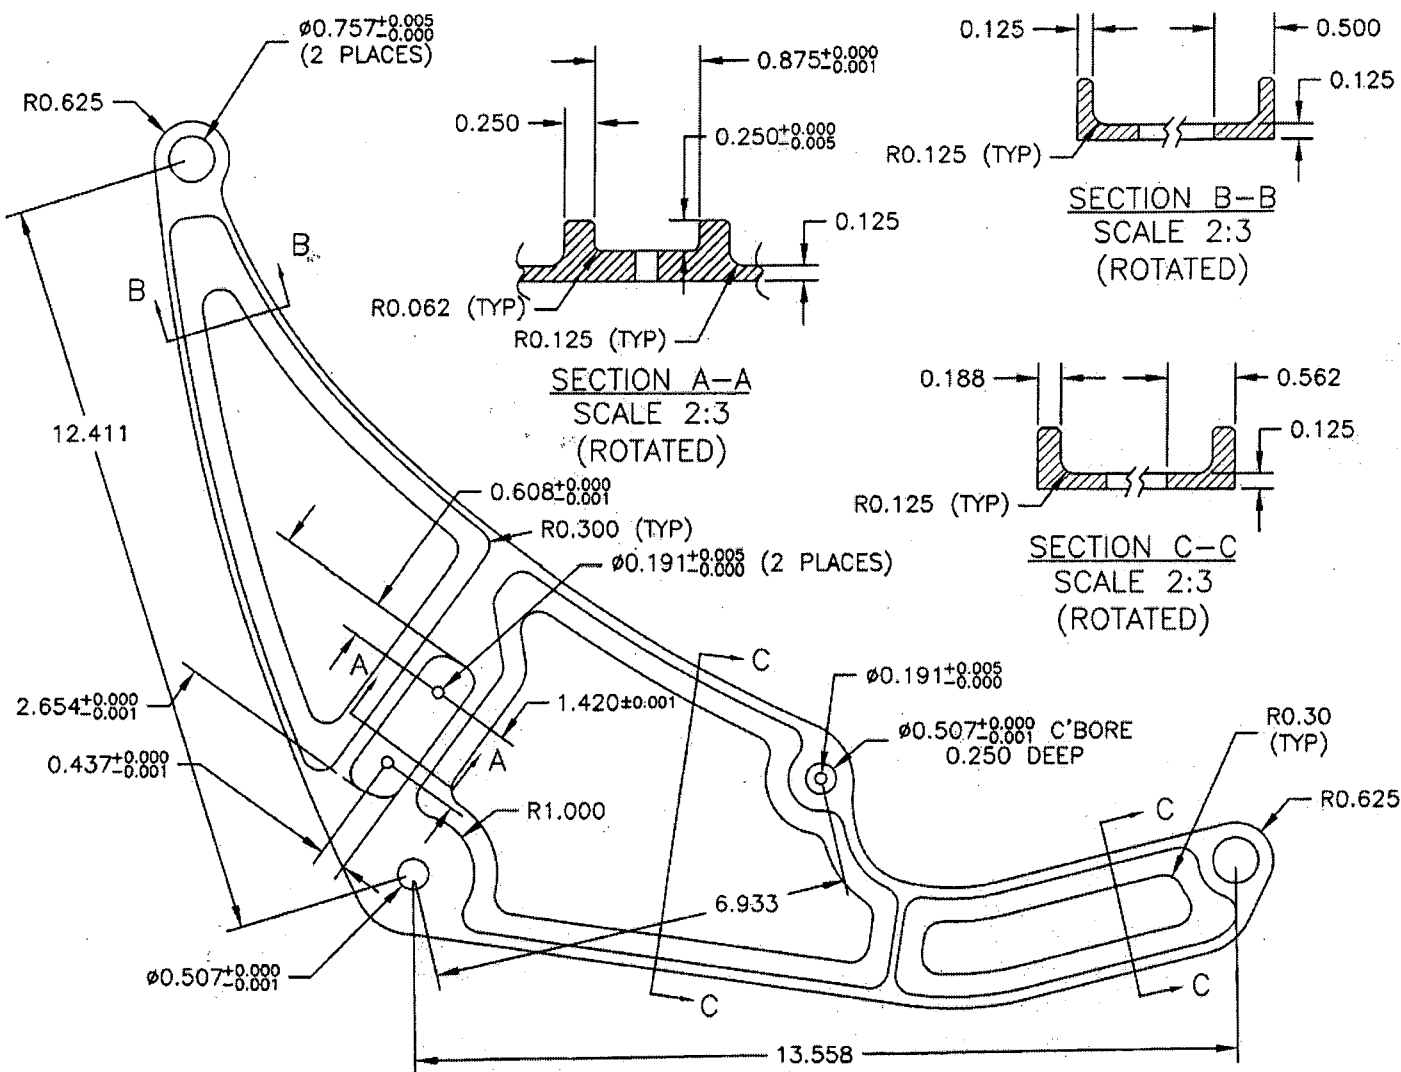 ø0.757+0.005 -0.000
(2 PLACES)
R0.625
0.875+0.000 -0.001
0.250
0.250+0.000 -0.005
0.125
R0.062 (TYP)
R0.125 (TYP)
SECTION A-A
SCALE 2:3
(ROTATED)
0.125
0.500
0.125
R0.125 (TYP)
SECTION B-B
SCALE 2:3
(ROTATED)
0.188
0.562
0.125
R0.125 (TYP)
SECTION C-C
SCALE 2:3
(ROTATED)
B
B
12.411
0.608+0.000 -0.001
R0.300 (TYP)
ø0.191+0.005 -0.000 (2 PLACES)
A
C
2.654+0.000 -0.001
1.420±0.001
ø0.191+0.005 -0.000
ø0.507+0.000 -0.001 C'BORE
0.250 DEEP
R0.30
(TYP)
0.437+0.000 -0.001
A
R1.000
R0.625
C
6.933
ø0.507+0.000 -0.001
C
C
13.558